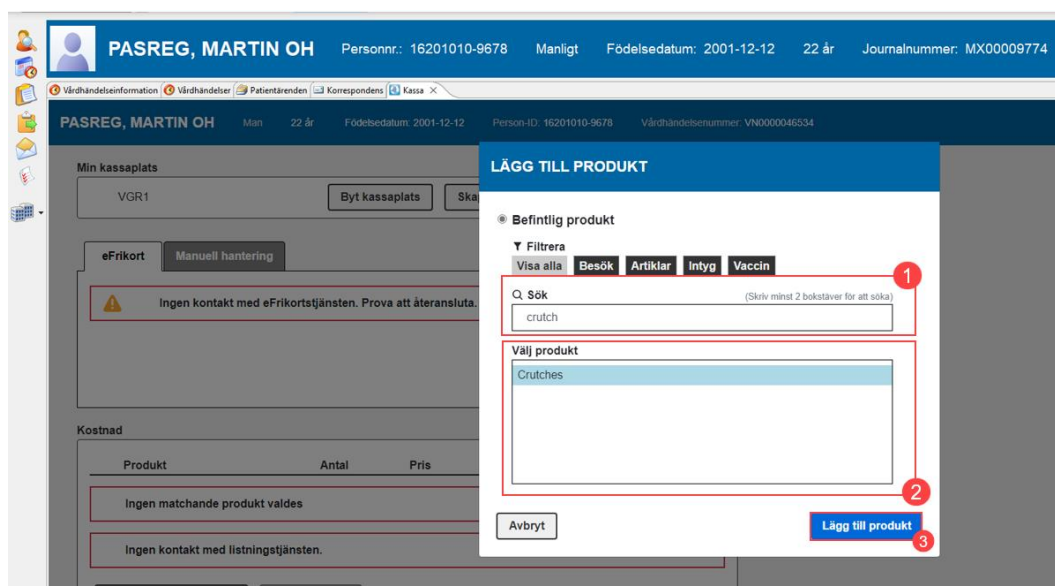 PASREG, MARTIN OH Personnr.: 16201010-9678 Manligt Födelsedatum: 2001-12-12 22 år Journalnummer: MX00009774
Vårdhändelseinformation Vårdhändelser Patientärenden Korrespondens Kassa
PASREG, MARTIN OH Man 22 år Födelsedatum: 2001-12-12 Person-ID: 16201010-9678 Vårdhändelsenummer: VN0000046534
Min kassaplats
VGR1 Byt kassaplats
eFrikort Manuell hantering
Ingen kontakt med eFrikortstjänsten. Prova att återansluta.
Kostnad
Produkt Antal Pris
Ingen matchande produkt valdes
Ingen kontakt med listningstjänsten.
LÄGG TILL PRODUKT
Befintlig produkt
Filtrera
Visa alla Besök Artiklar Intyg Vaccin
1
Sök (Skriv minst 2 bokstäver för att söka)
crutch
Välj produkt
Crutches
2
Avbryt Lägg till produkt
3